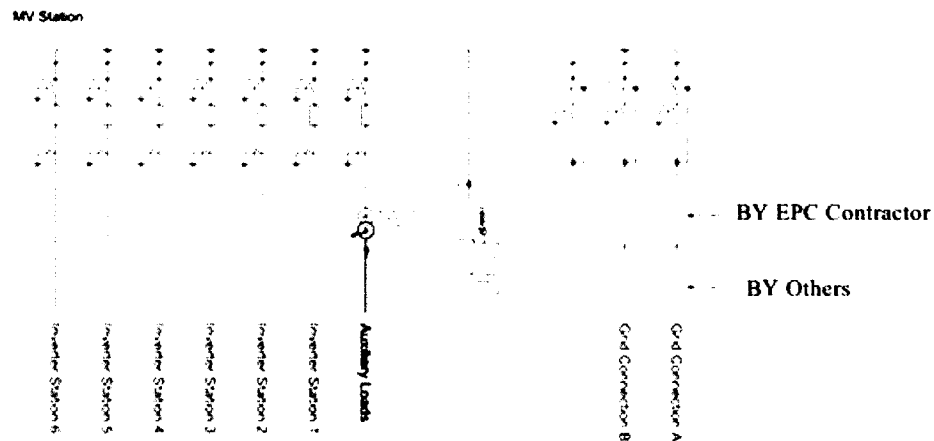 MV Station
BY EPC Contractor
BY Others
Inverter Station 6
Inverter Station 5
Inverter Station 4
Inverter Station 3
Inverter Station 2
Inverter Station 1
Auxiliary Loads
Grid Connection B
Grid Connection A